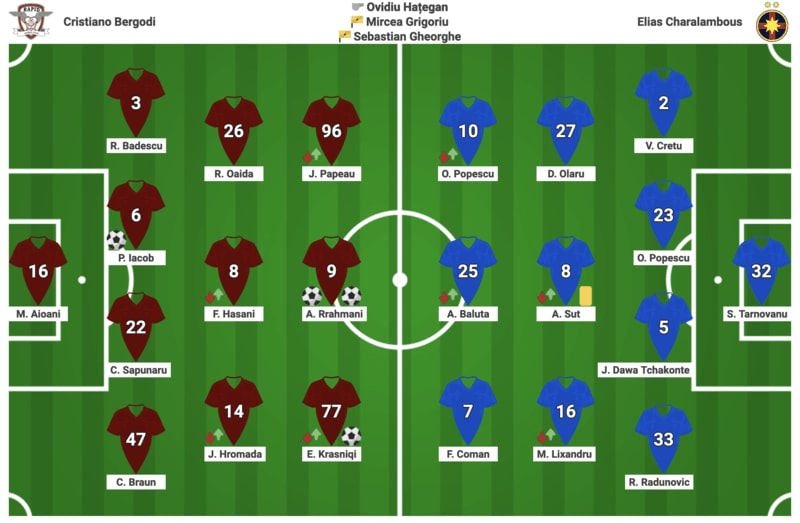 Cristiano Bergodi
Ovidiu Hațegan
Mircea Grigoriu
Sebastian Gheorghe
Elias Charalambous
RAPID
3
R. Badescu
26
R. Oaida
96
J. Papeau
10
O. Popescu
27
D. Olaru
2
V. Cretu
6
P. Iacob
23
O. Popescu
16
M. Aioani
8
F. Hasani
9
A. Rrahmani
25
A. Baluta
8
A. Sut
32
S. Tarnovanu
22
C. Sapunaru
5
J. Dawa Tchakonte
47
C. Braun
14
J. Hromada
77
E. Krasniqi
7
F. Coman
16
M. Lixandru
33
R. Radunovic